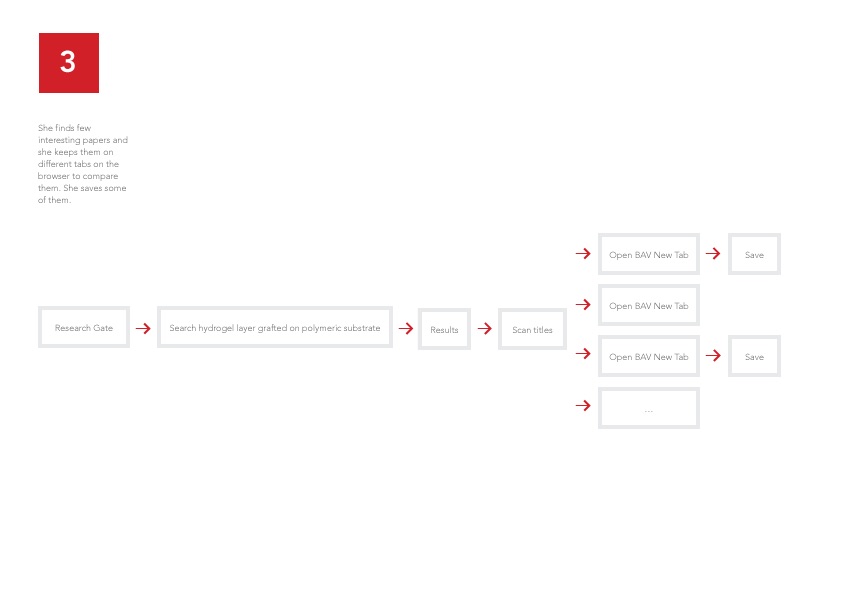 3
She finds few
interesting papers and
she keeps them on
different tabs on the
browser to compare
them. She saves some
of them.
Open BAV New Tab
Save
Open BAV New Tab
Research Gate
Search hydrogel layer grafted on polymeric substrate
Results
Scan titles
Open BAV New Tab
Save
...